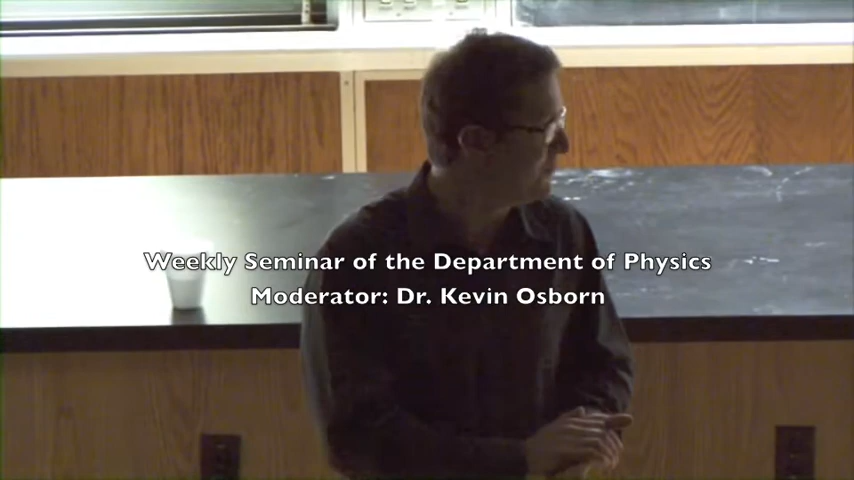 Weekly Seminar of the Department of Physics
Moderator: Dr. Kevin Osborn